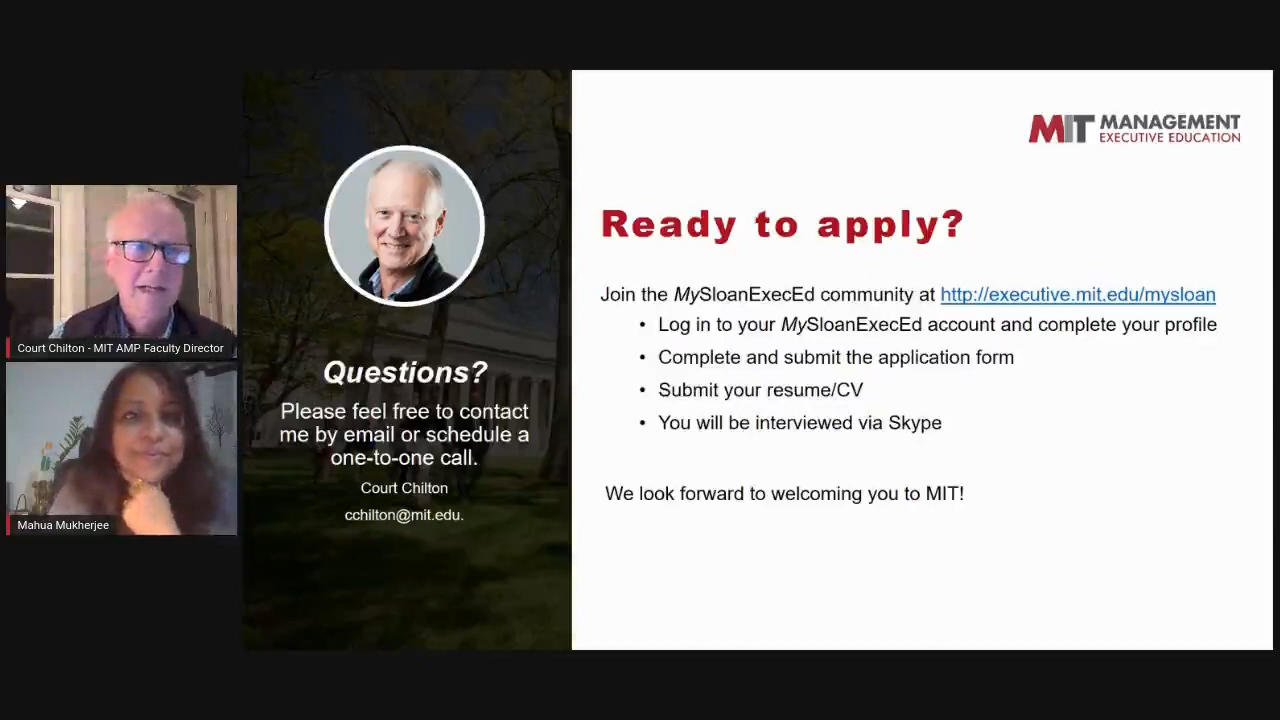 Court Chilton - MIT AMP Faculty Director
Mahua Mukherjee
Questions?
Please feel free to contact
me by email or schedule a
one-to-one call.
Court Chilton
cchilton@mit.edu.
MIT MANAGEMENT
EXECUTIVE EDUCATION
Ready to apply?
Join the MySloanExecEd community at http://executive.mit.edu/mysloan
• Log in to your MySloanExecEd account and complete your profile
• Complete and submit the application form
• Submit your resume/CV
• You will be interviewed via Skype
We look forward to welcoming you to MIT!